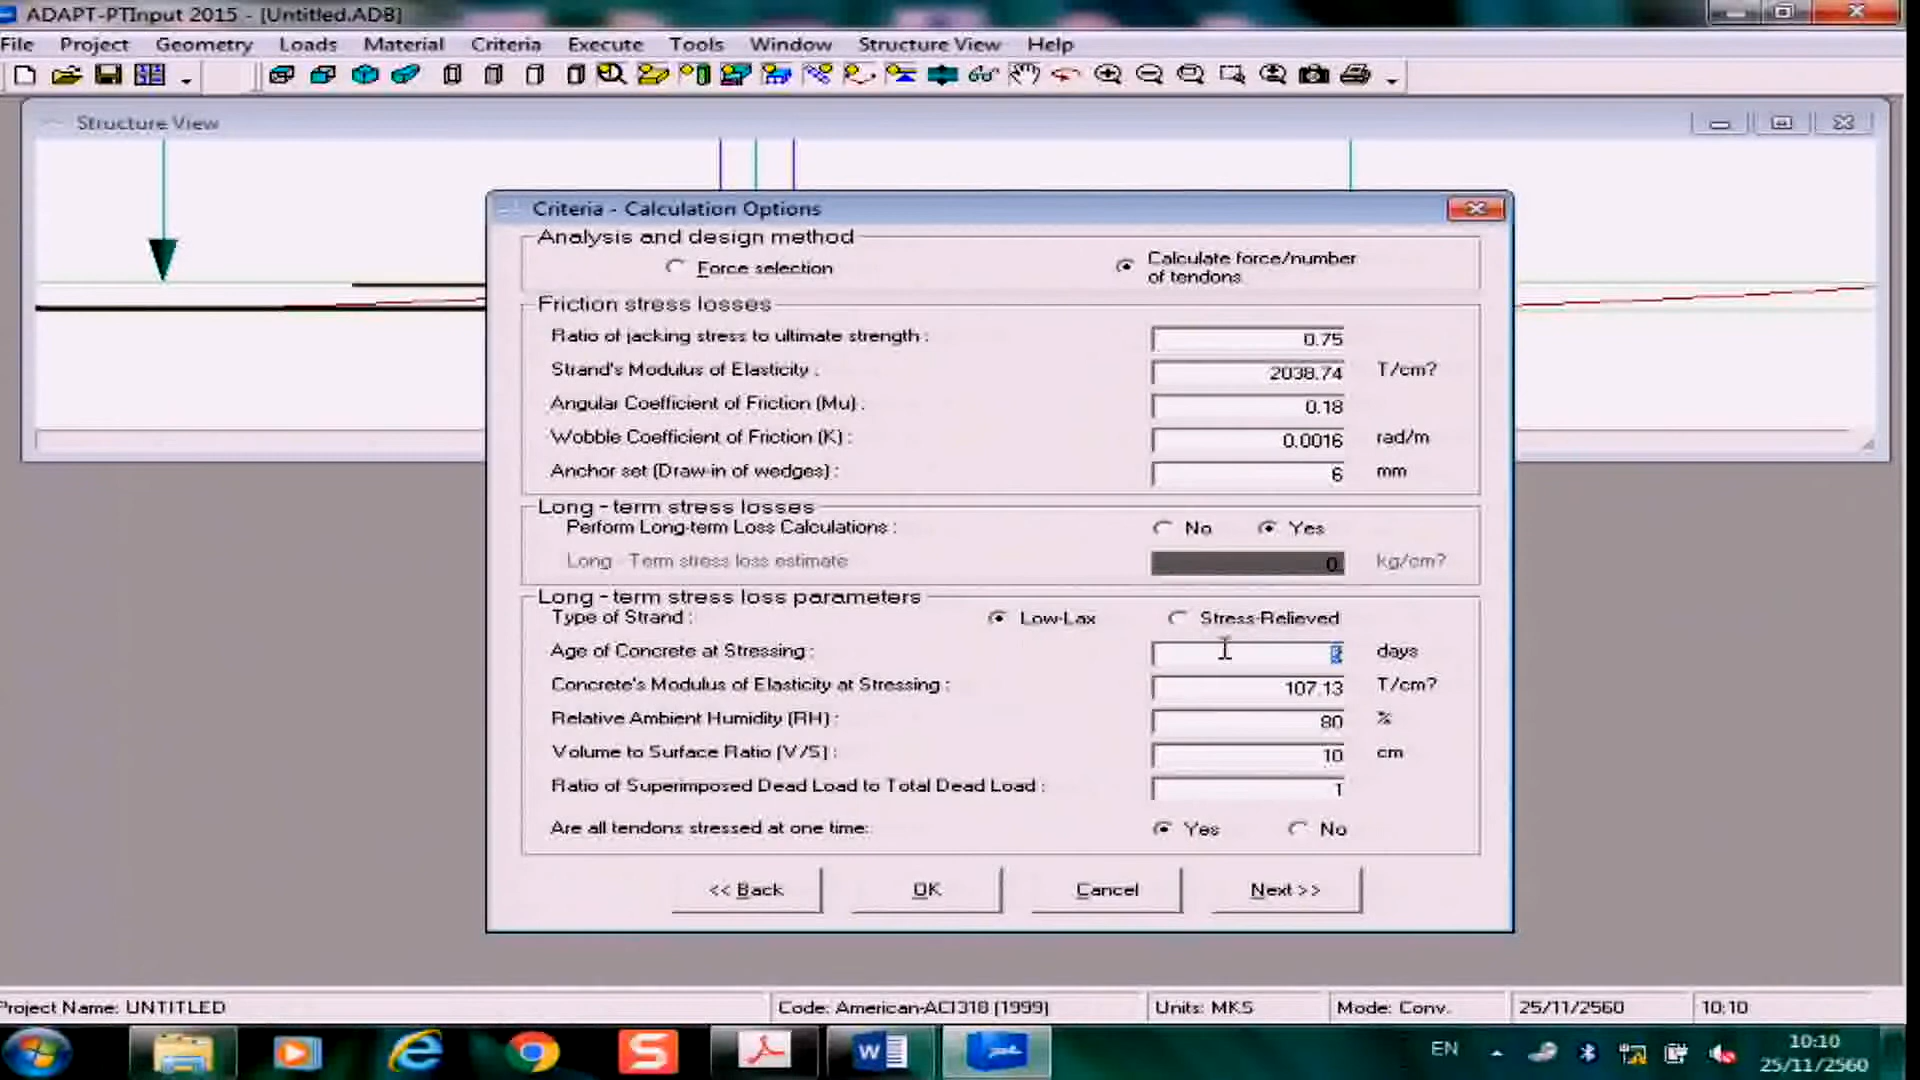 ADAPT-PTInput 2015 - [Untitled.ADB]
File Project Geometry Loads Material Criteria Execute Tools Window Structure View Help
Structure View
Criteria - Calculation Options
Analysis and design method
Force selection
Calculate force/number
of tendons
Friction stress losses
Ratio of jacking stress to ultimate strength : 0.75
Strand's Modulus of Elasticity : 2038.74 T/cm?
Angular Coefficient of Friction (Mu) : 0.18
Wobble Coefficient of Friction (K) : 0.0016 rad/m
Anchor set (Draw-in of wedges) : 6 mm
Long - term stress losses
Perform Long-term Loss Calculations : No Yes
Long - Term stress loss estimate 0 kg/cm?
Long - term stress loss parameters
Type of Strand : Low-Lax Stress-Relieved
Age of Concrete at Stressing : days
Concrete's Modulus of Elasticity at Stressing : 107.13 T/cm?
Relative Ambient Humidity (RH) : 80 %
Volume to Surface Ratio (V/S) : 10 cm
Ratio of Superimposed Dead Load to Total Dead Load : 1
Are all tendons stressed at one time: Yes No
<< Back OK Cancel Next >>
Project Name: UNTITLED Code: American-ACI318 (1999) Units: MKS Mode: Conv. 25/11/2560 10:10
EN 10:10
25/11/2560